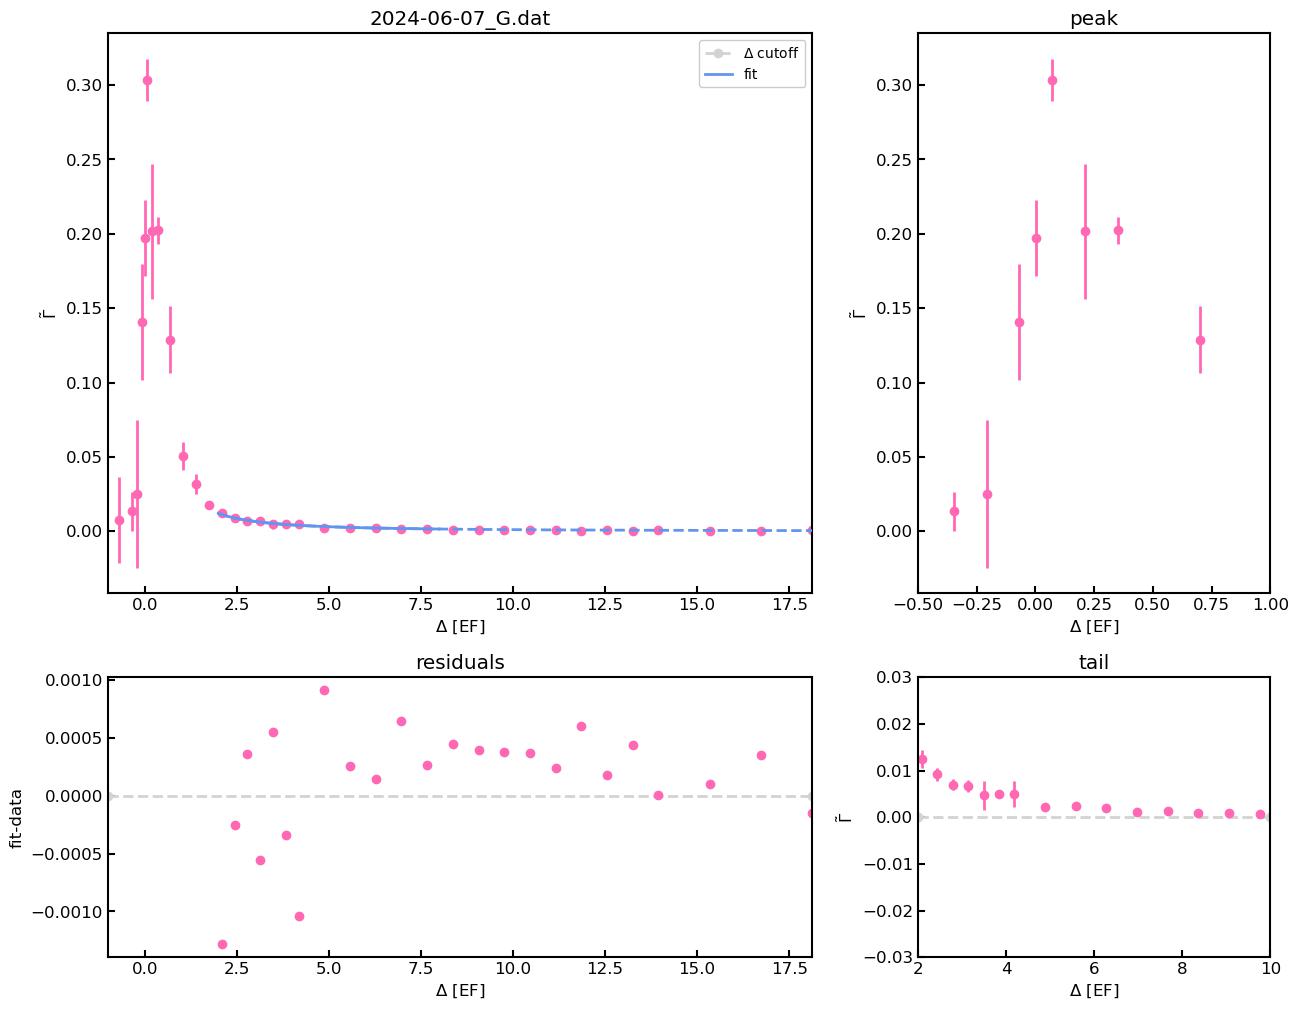 2024-06-07_G.dat
Δ cutoff
fit
0.30
0.25
0.20
0.15
0.10
0.05
0.00
Γ̃
0.0 2.5 5.0 7.5 10.0 12.5 15.0 17.5
Δ [EF]
peak
0.30
0.25
0.20
0.15
0.10
0.05
0.00
Γ̃
−0.50 −0.25 0.00 0.25 0.50 0.75 1.00
Δ [EF]
residuals
0.0010
0.0005
0.0000
−0.0005
−0.0010
fit-data
0.0 2.5 5.0 7.5 10.0 12.5 15.0 17.5
Δ [EF]
tail
0.03
0.02
0.01
0.00
−0.01
−0.02
−0.03
Γ̃
2 4 6 8 10
Δ [EF]